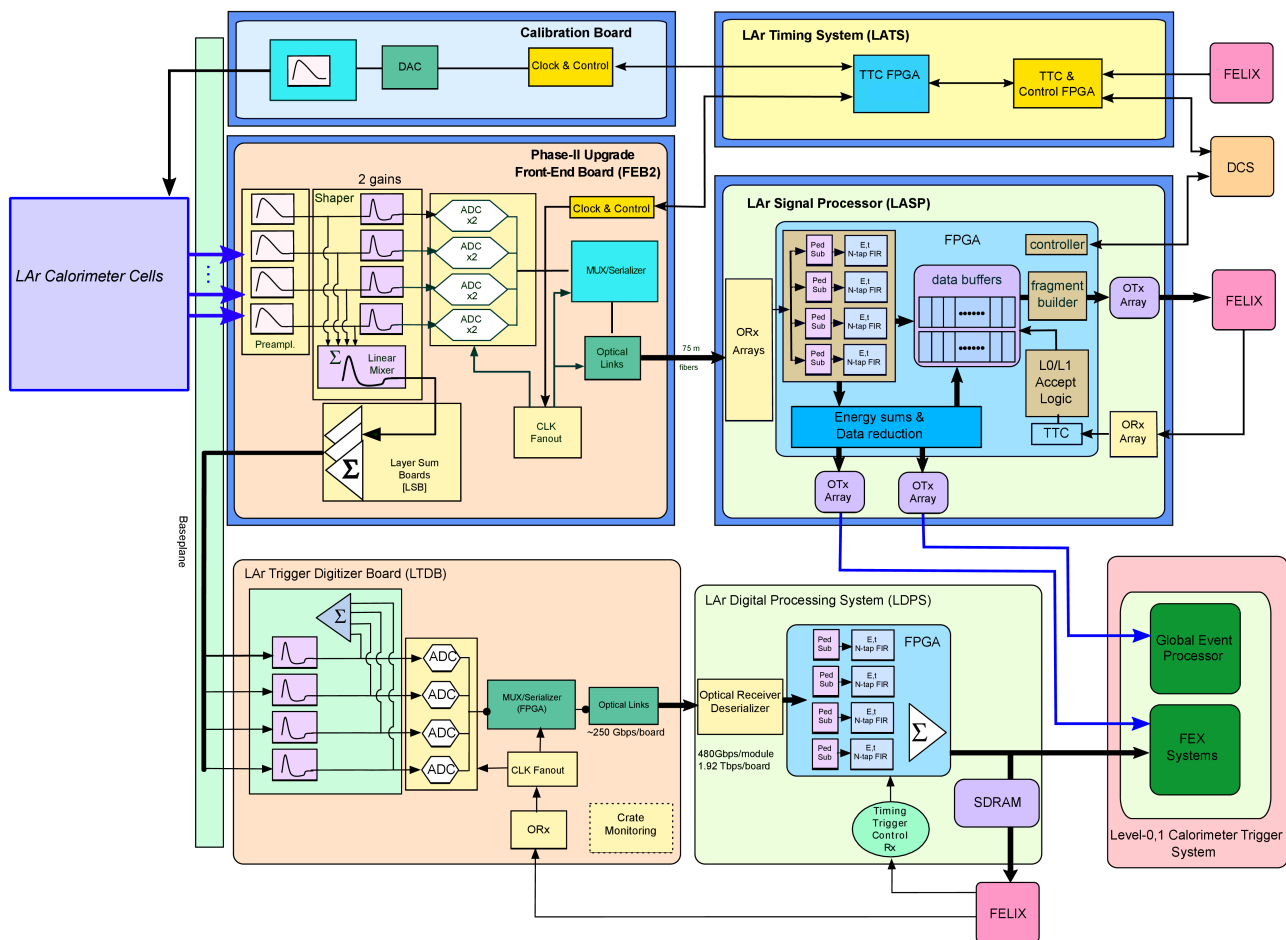 Calibration Board
DAC
Clock & Control
LAr Timing System (LATS)
TTC FPGA
TTC &
Control FPGA
FELIX
DCS
Phase-II Upgrade
Front-End Board (FEB2)
2 gains
Shaper
ADC
x2
ADC
x2
ADC
x2
ADC
x2
Preampl.
Σ
Linear
Mixer
Clock & Control
MUX/Serializer
Optical
Links
CLK
Fanout
Σ
Layer Sum
Boards
[LSB]
LAr Calorimeter Cells
...
Baseplane
75 m
fibers
LAr Signal Processor (LASP)
FPGA
controller
ORx
Arrays
Ped
Sub
E,t
N-tap FIR
Ped
Sub
E,t
N-tap FIR
Ped
Sub
E,t
N-tap FIR
Ped
Sub
E,t
N-tap FIR
data buffers
••••••
••••••
fragment
builder
OTx
Array
FELIX
L0/L1
Accept
Logic
TTC
ORx
Array
Energy sums &
Data reduction
OTx
Array
OTx
Array
LAr Trigger Digitizer Board (LTDB)
Σ
ADC
ADC
ADC
ADC
MUX/Serializer
(FPGA)
Optical Links
~250 Gbps/board
CLK Fanout
ORx
Crate
Monitoring
LAr Digital Processing System (LDPS)
Optical Receiver
Deserializer
480Gbps/module
1.92 Tbps/board
FPGA
Ped
Sub
E,t
N-tap FIR
Ped
Sub
E,t
N-tap FIR
Ped
Sub
E,t
N-tap FIR
Ped
Sub
E,t
N-tap FIR
Σ
SDRAM
Timing
Trigger
Control
Rx
FELIX
Global Event
Processor
FEX
Systems
Level-0,1 Calorimeter Trigger
System